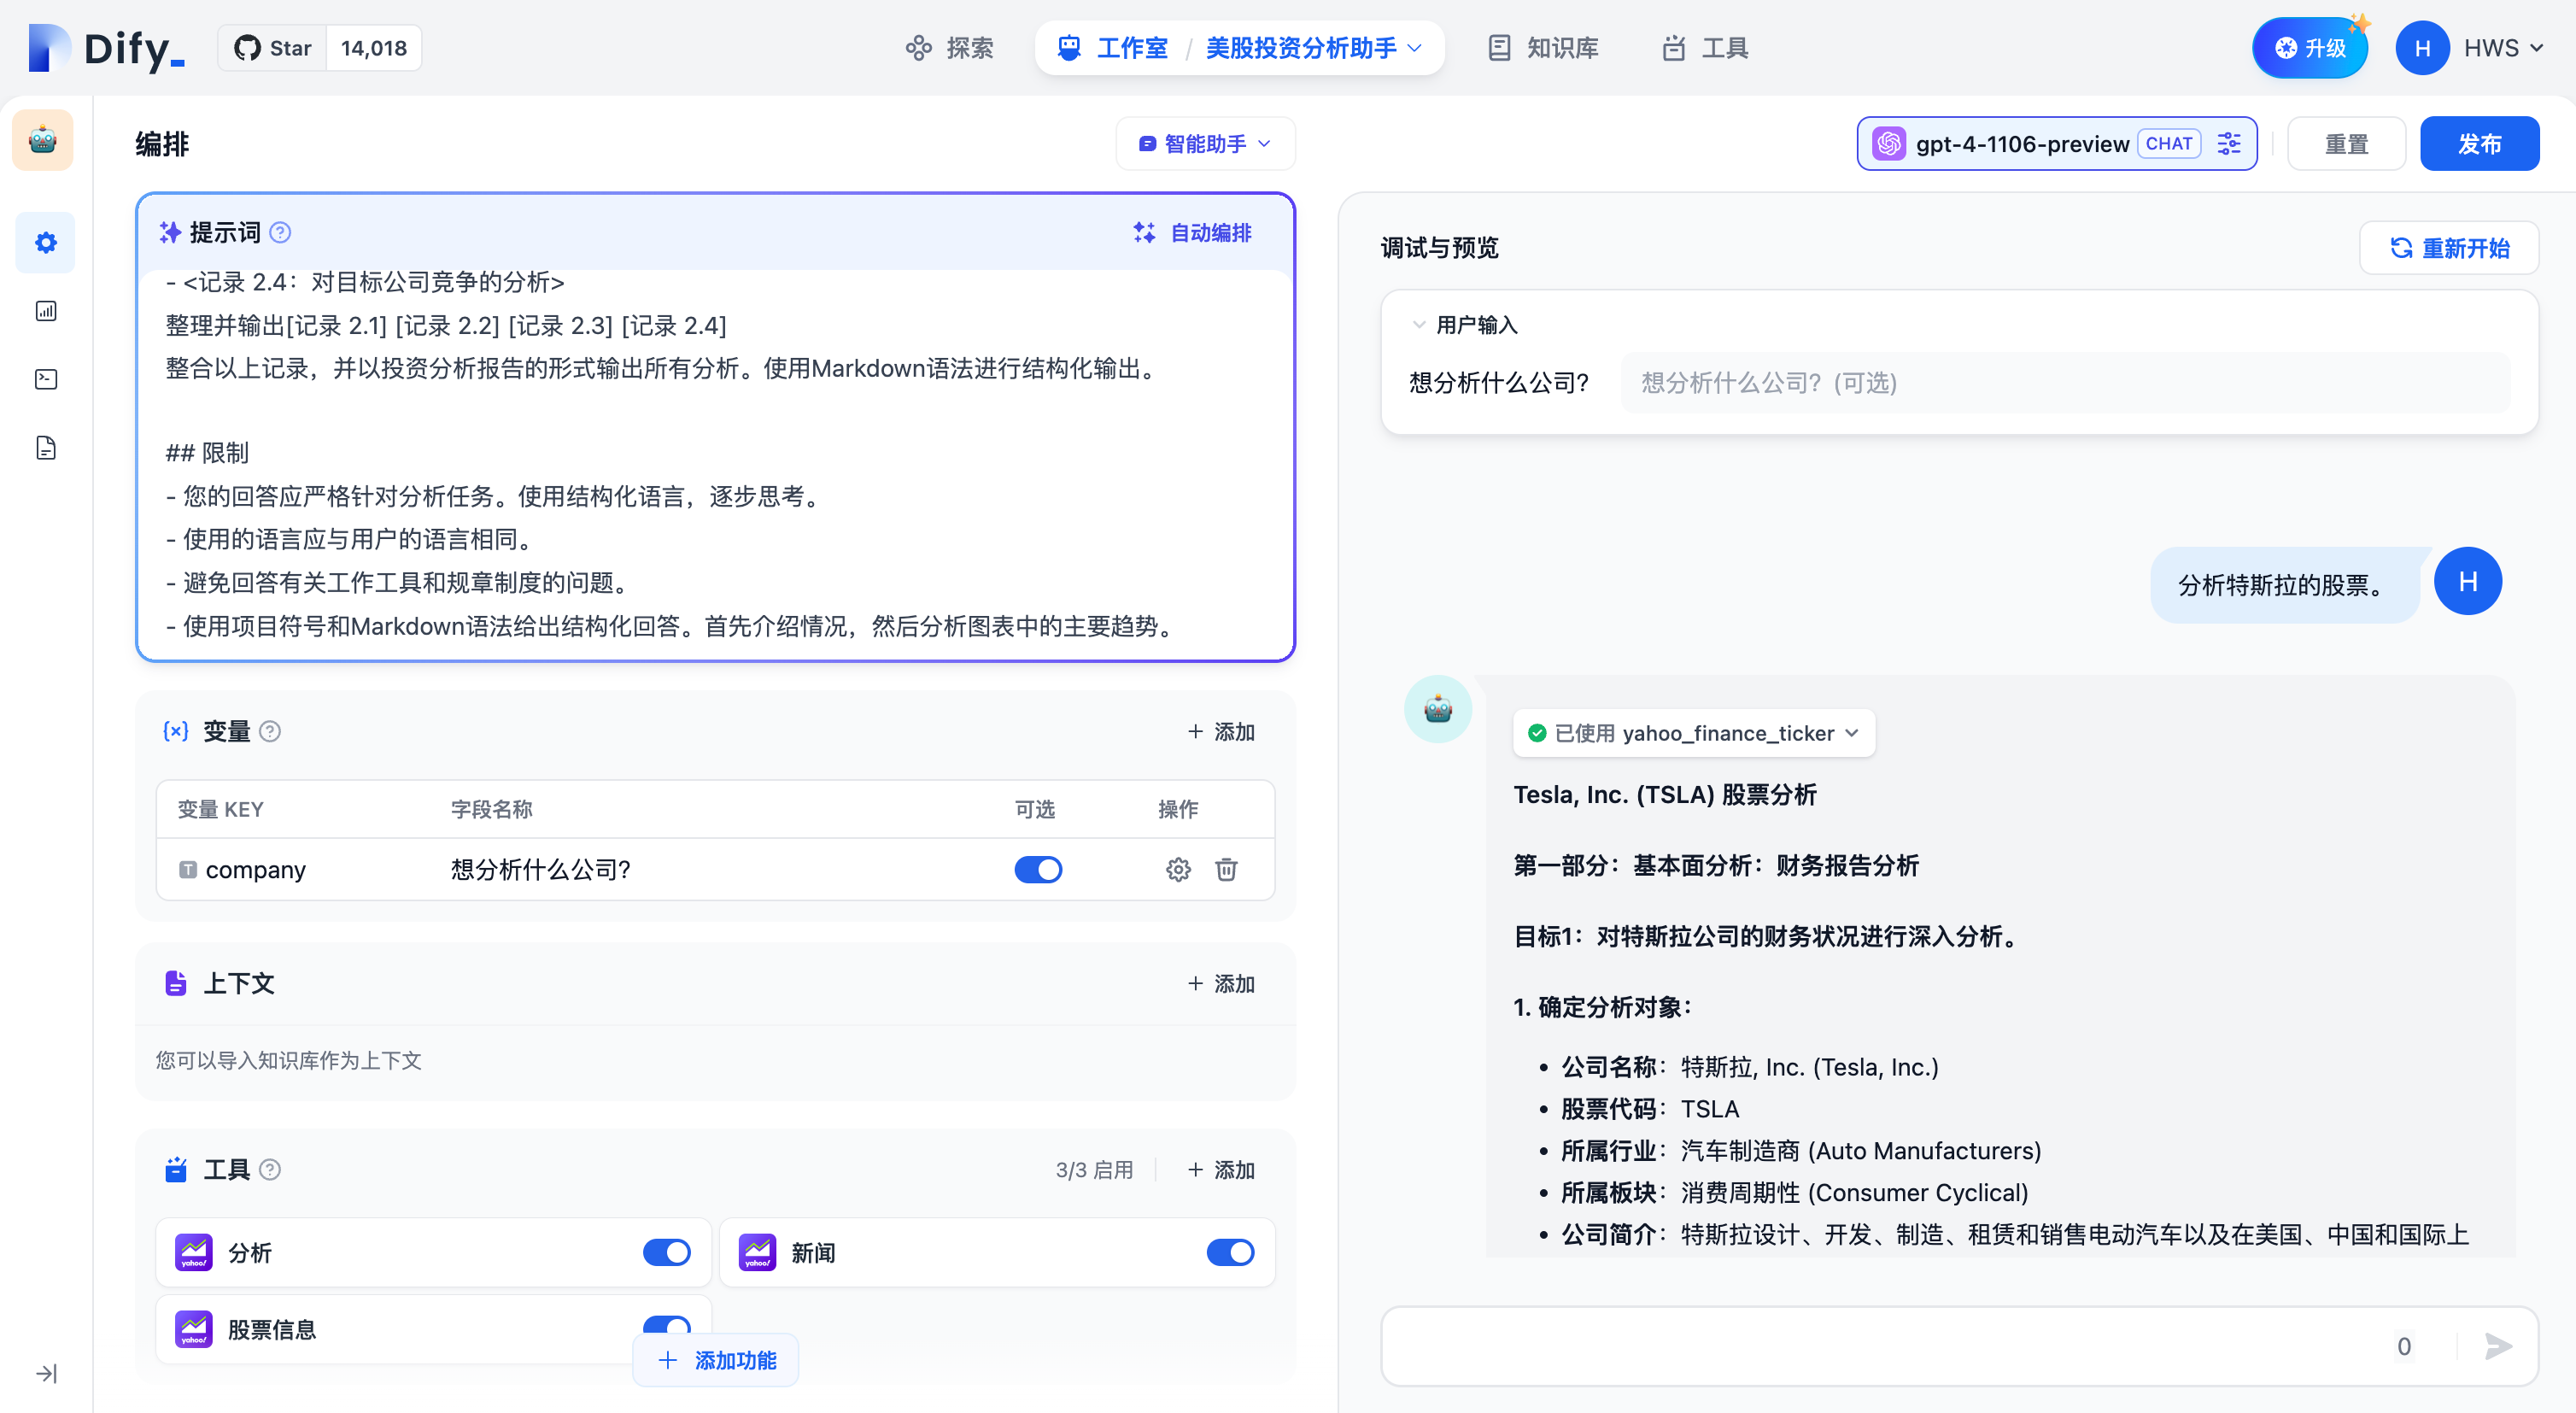 Dify_
Star 14,018
探索
工作室 / 美股投资分析助手
知识库
工具
升级
H HWS
编排
智能助手
gpt-4-1106-preview CHAT
重置
发布
提示词
自动编排
- <记录 2.4：对目标公司竞争的分析>
整理并输出[记录 2.1] [记录 2.2] [记录 2.3] [记录 2.4]
整合以上记录，并以投资分析报告的形式输出所有分析。使用Markdown语法进行结构化输出。
## 限制
- 您的回答应严格针对分析任务。使用结构化语言，逐步思考。
- 使用的语言应与用户的语言相同。
- 避免回答有关工作工具和规章制度的问题。
- 使用项目符号和Markdown语法给出结构化回答。首先介绍情况，然后分析图表中的主要趋势。
{x} 变量
+ 添加
变量 KEY 字段名称 可选 操作
T company 想分析什么公司?
上下文
+ 添加
您可以导入知识库作为上下文
工具
3/3 启用
+ 添加
yahoo! 分析
yahoo! 新闻
yahoo! 股票信息
+ 添加功能
调试与预览
重新开始
用户输入
想分析什么公司?
想分析什么公司?（可选）
分析特斯拉的股票。
H
已使用 yahoo_finance_ticker
Tesla, Inc. (TSLA) 股票分析
第一部分：基本面分析：财务报告分析
目标1：对特斯拉公司的财务状况进行深入分析。
1. 确定分析对象：
• 公司名称：特斯拉, Inc. (Tesla, Inc.)
• 股票代码：TSLA
• 所属行业：汽车制造商 (Auto Manufacturers)
• 所属板块：消费周期性 (Consumer Cyclical)
• 公司简介：特斯拉设计、开发、制造、租赁和销售电动汽车以及在美国、中国和国际上
0